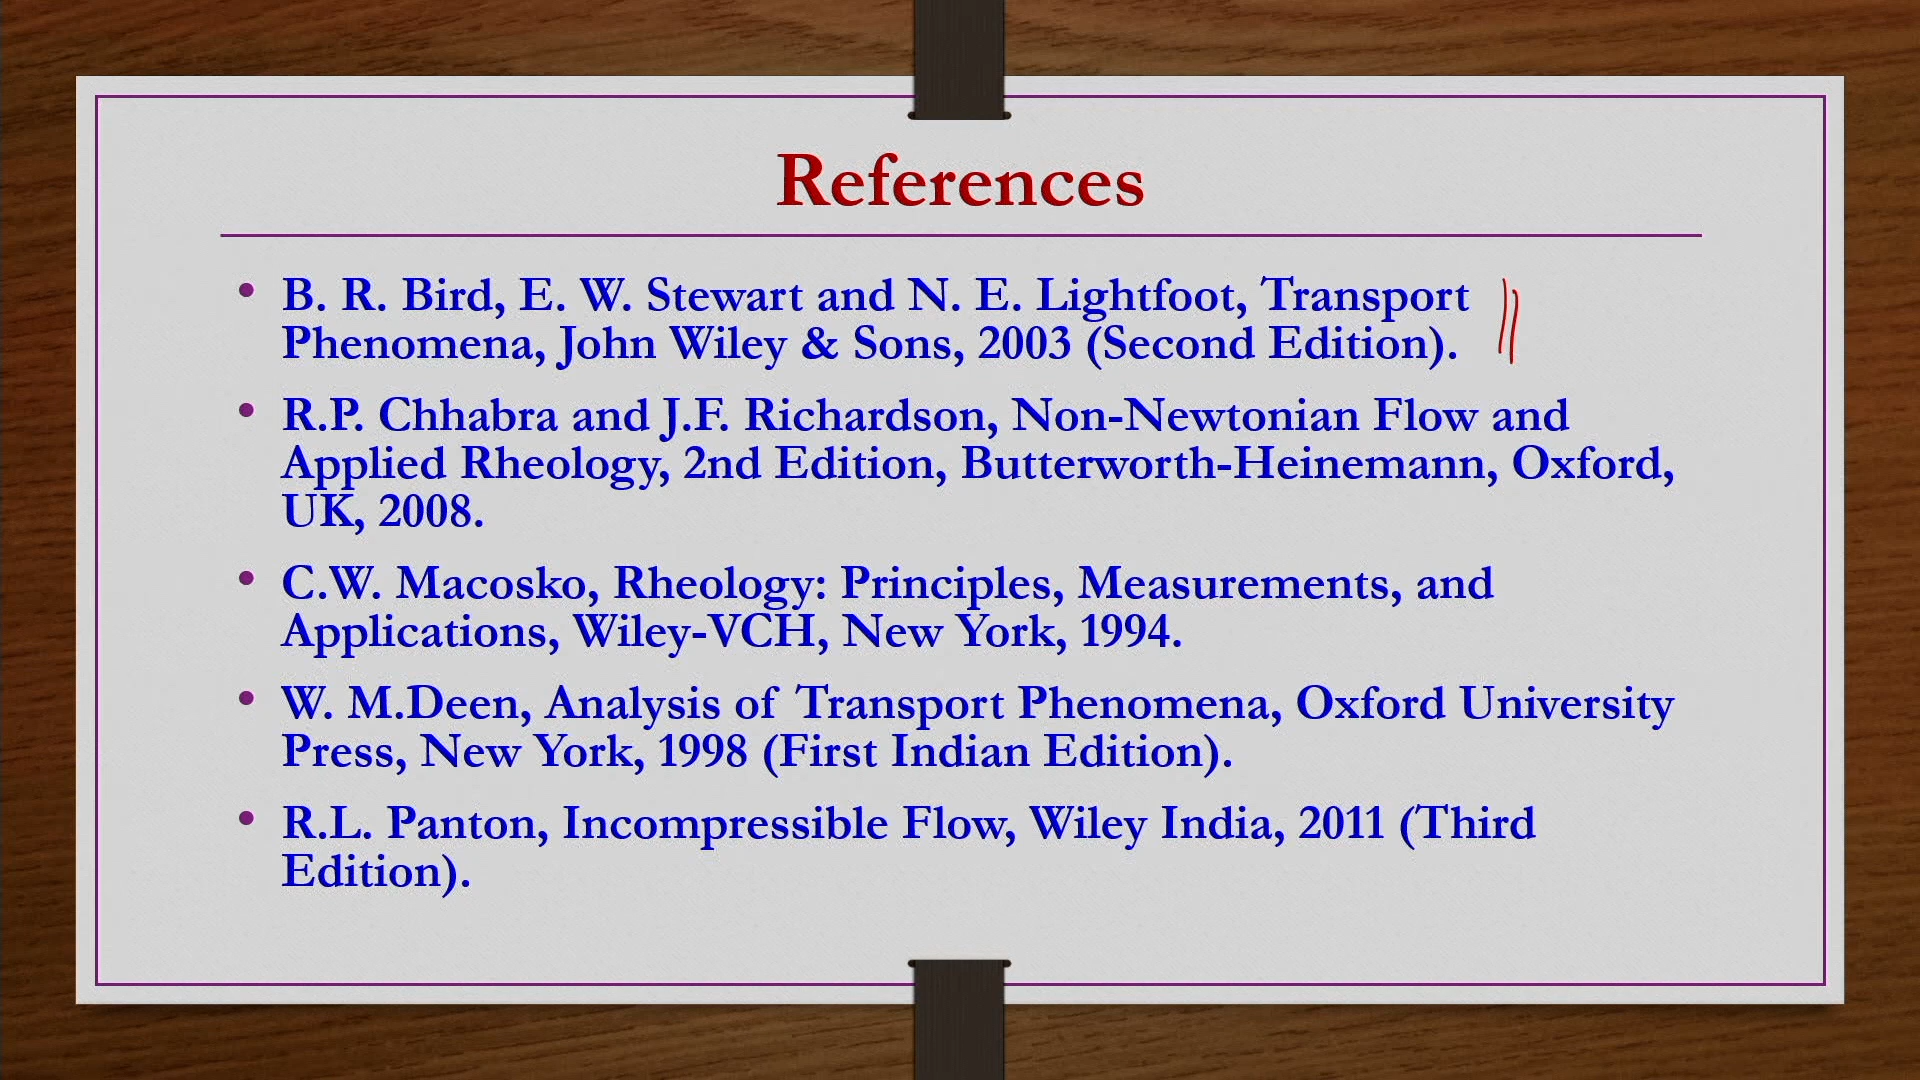 References
• B. R. Bird, E. W. Stewart and N. E. Lightfoot, Transport
Phenomena, John Wiley & Sons, 2003 (Second Edition).
• R.P. Chhabra and J.F. Richardson, Non-Newtonian Flow and
Applied Rheology, 2nd Edition, Butterworth-Heinemann, Oxford,
UK, 2008.
• C.W. Macosko, Rheology: Principles, Measurements, and
Applications, Wiley-VCH, New York, 1994.
• W. M.Deen, Analysis of Transport Phenomena, Oxford University
Press, New York, 1998 (First Indian Edition).
• R.L. Panton, Incompressible Flow, Wiley India, 2011 (Third
Edition).